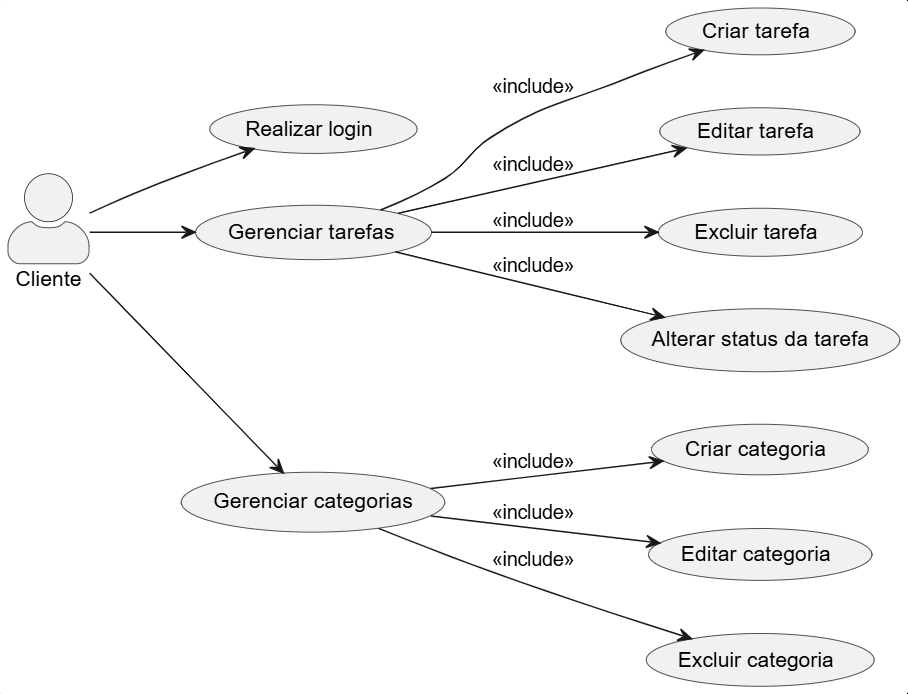 Criar tarefa
«include»
Realizar login
Editar tarefa
«include»
Gerenciar tarefas
«include»
Excluir tarefa
«include»
Cliente
Alterar status da tarefa
Criar categoria
«include»
Gerenciar categorias
«include»
Editar categoria
«include»
Excluir categoria